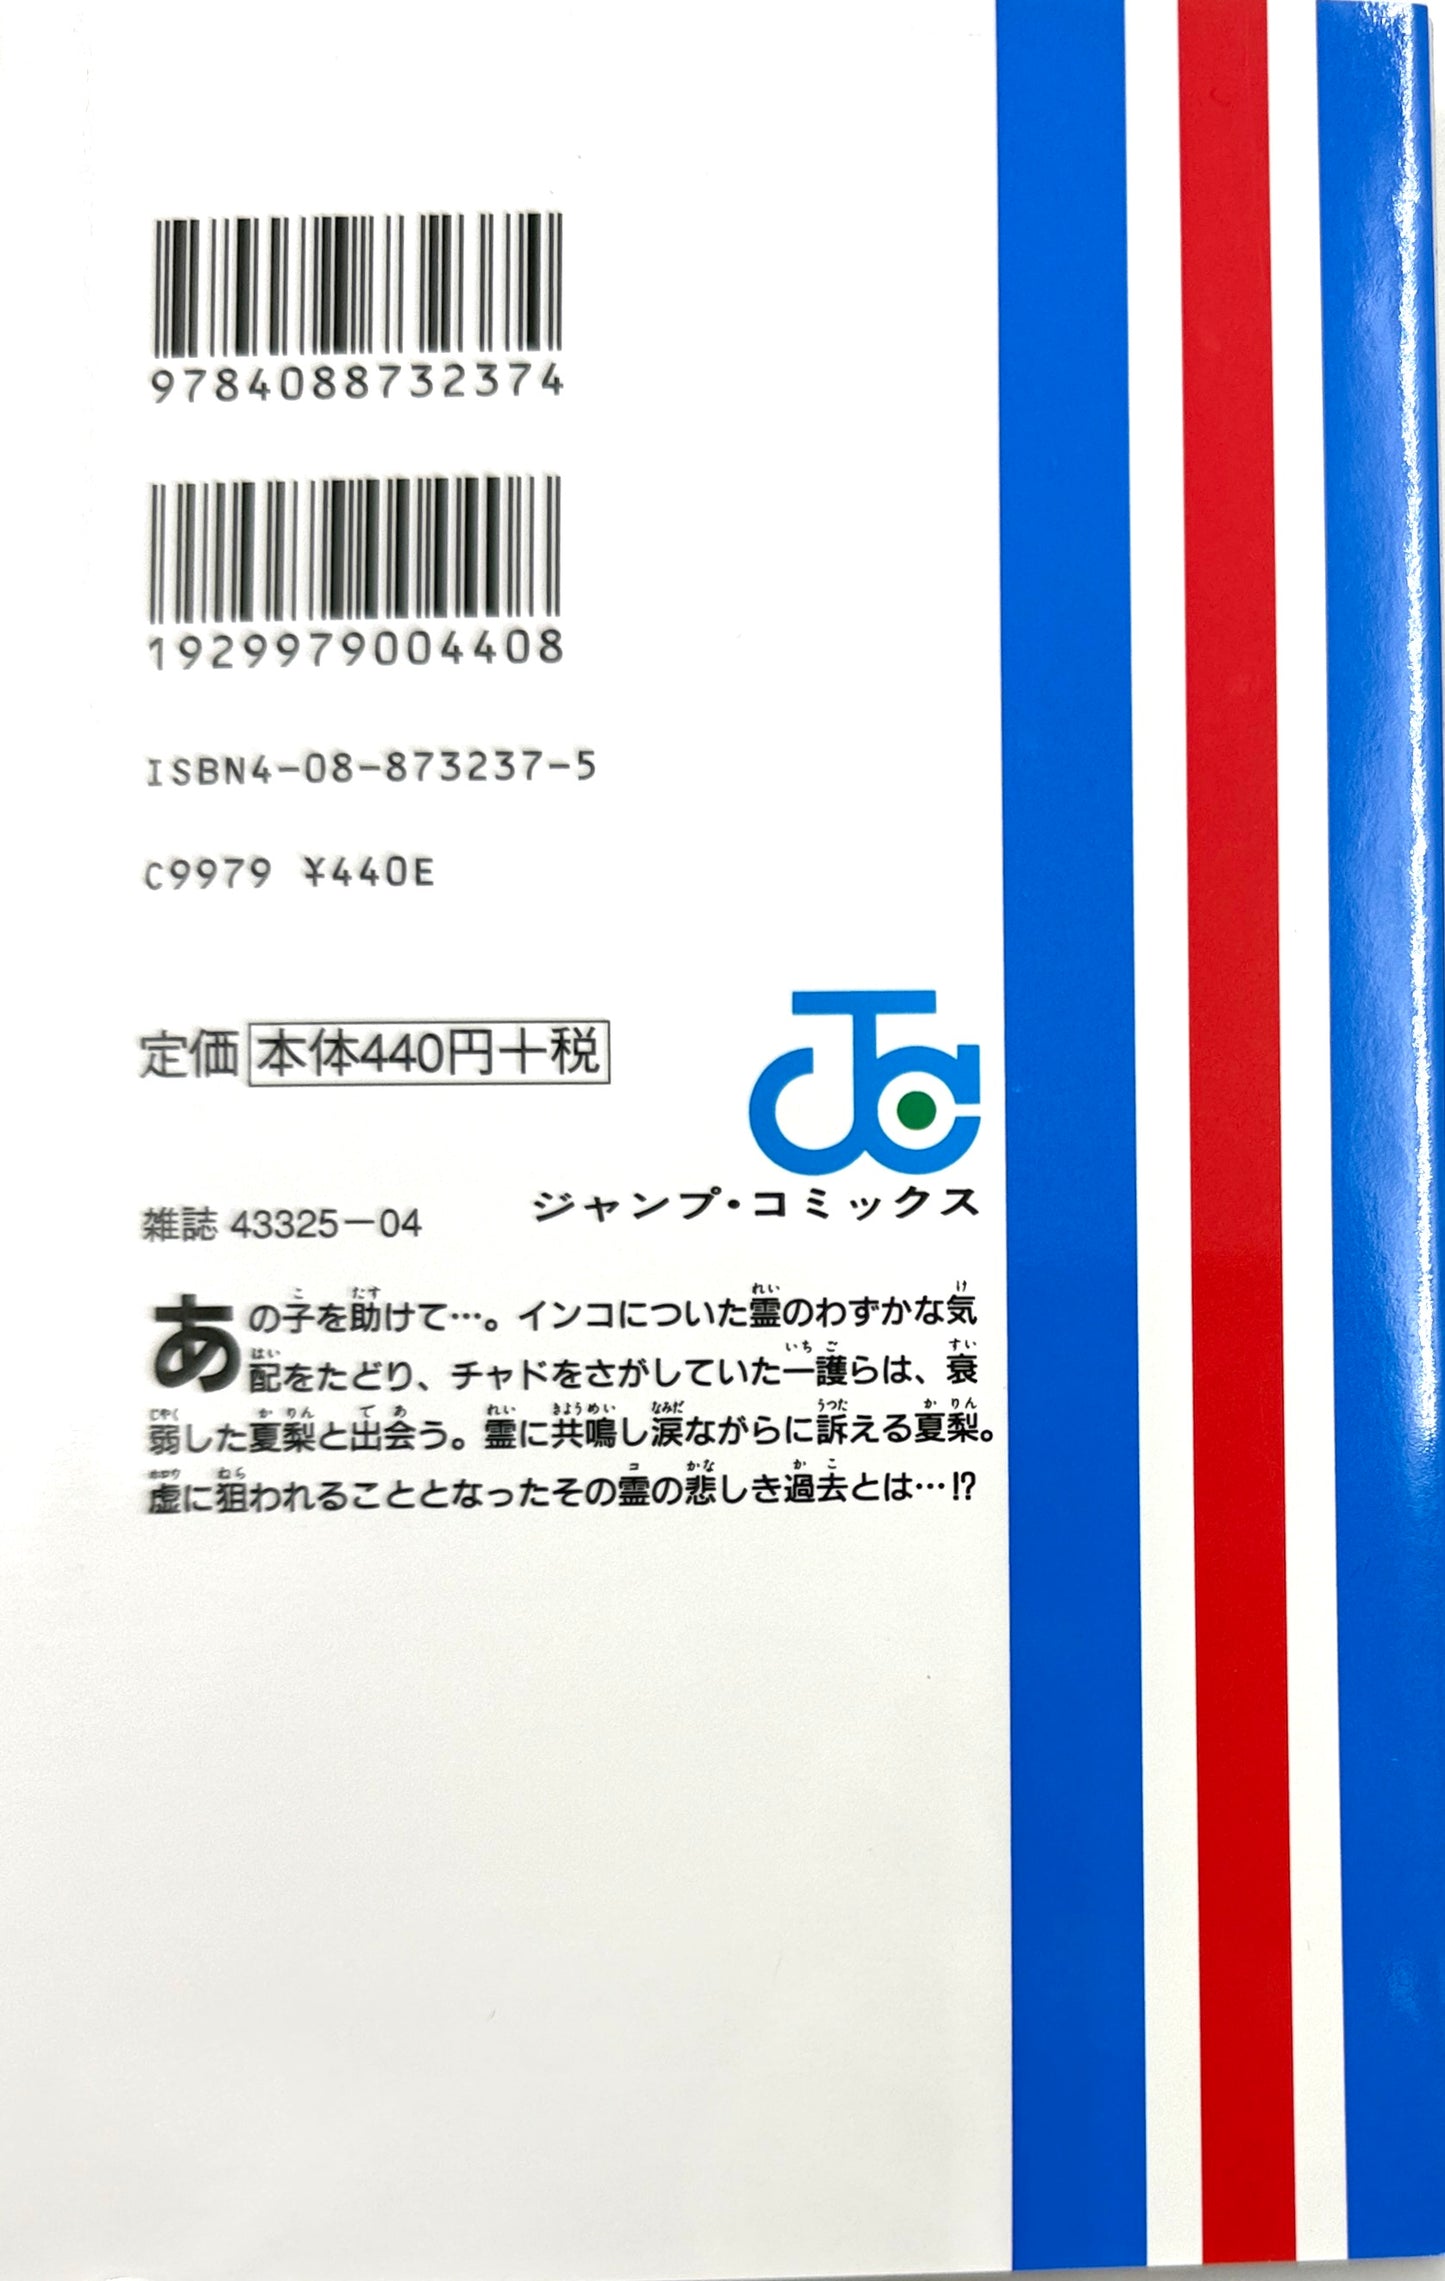 9784088732374
1929979004408
ISBN4-08-873237-5
C9979 ¥440E
定価 本体440円+税
JC
ジャンプ・コミックス
雑誌 43325-04
あの子を助けて…。インコについた霊のわずかな気
配をたどり、チャドをさがしていた一護らは、衰
弱した夏梨と出会う。霊に共鳴し涙ながらに訴える夏梨。
虚に狙われることとなったその霊の悲しき過去とは…!?